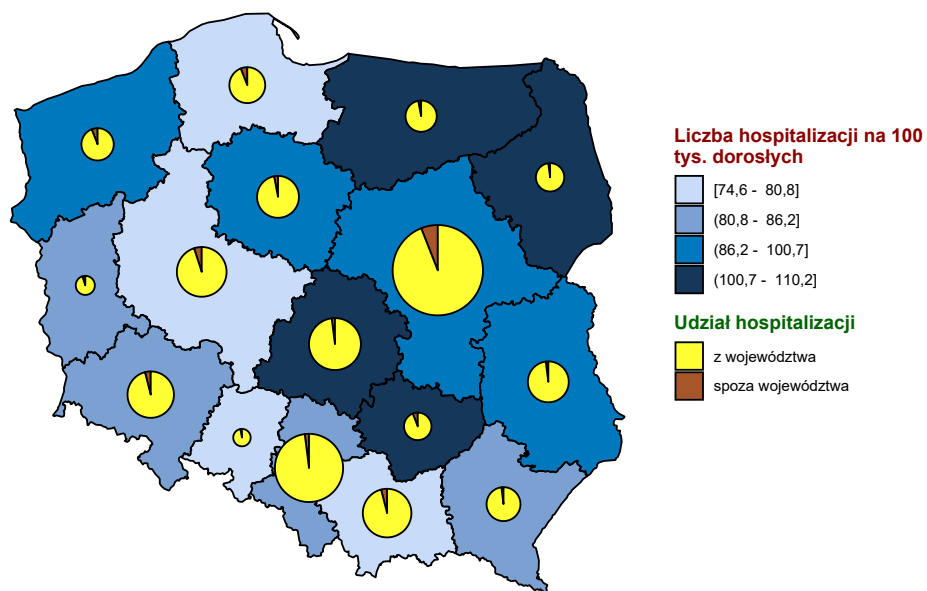 Liczba hospitalizacji na 100
tys. dorosłych
[74,6 - 80,8]
(80,8 - 86,2]
(86,2 - 100,7]
(100,7 - 110,2]
Udział hospitalizacji
z województwa
spoza województwa